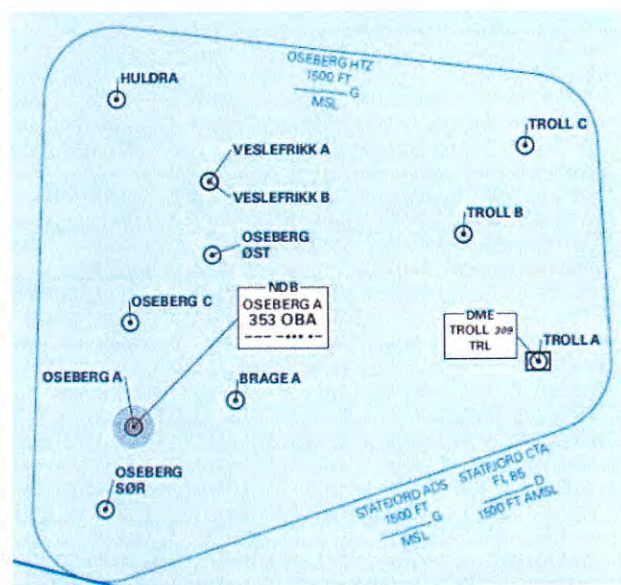 OSEBERG HTZ
1500 FT
G
MSL
HULDRA
TROLL C
VESLEFRIKK A
VESLEFRIKK B
TROLL B
OSEBERG
ØST
NDB
OSEBERG A
353 OBA
OSEBERG C
DME
TROLL 309
TRL
TROLL A
OSEBERG A
BRAGE A
OSEBERG
SØR
STATFJORD ADS
1500 FT
G
MSL
STATFJORD CTA
FL 85
D
1500 FT AMSL